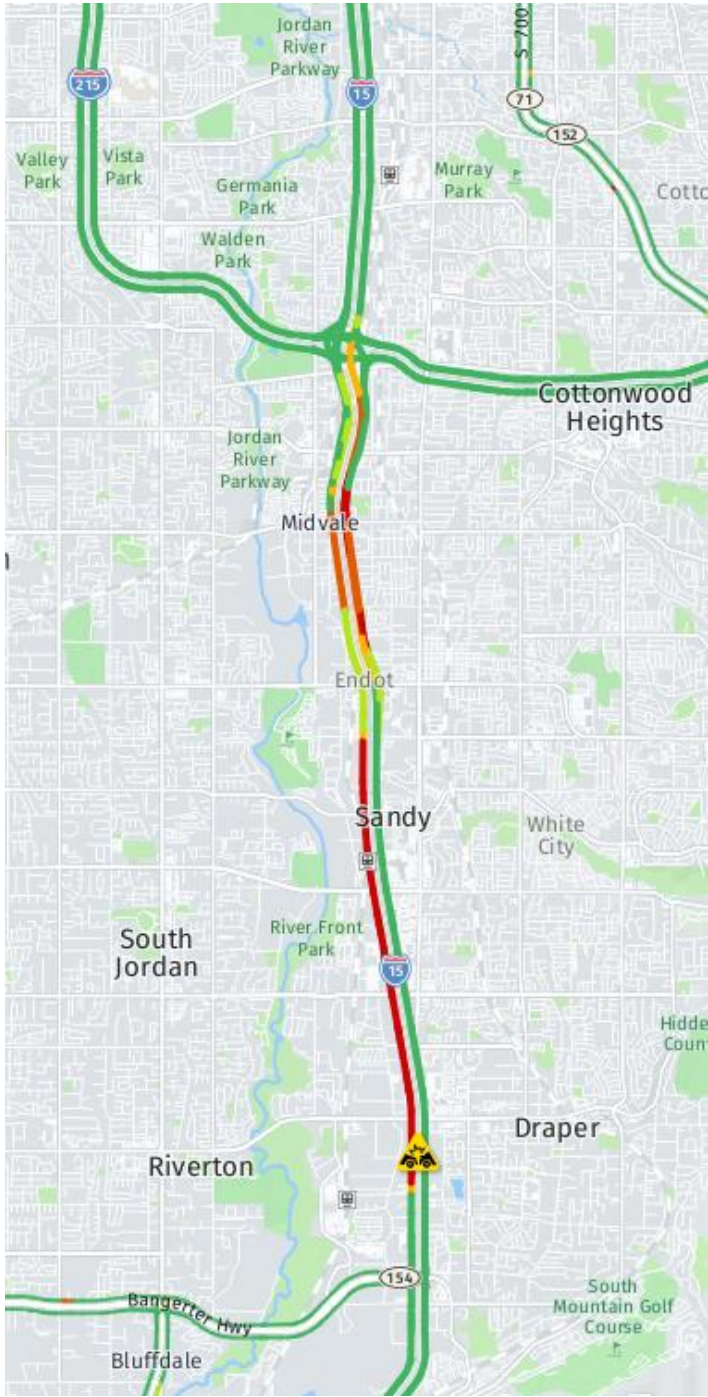 Jordan
River
Parkway
S 700
215
15
71
152
Valley
Park
Vista
Park
Germania
Park
Murray
Park
Cotto
Walden
Park
Cottonwood
Heights
Jordan
River
Parkway
Midvale
Endot
Sandy
White
City
South
Jordan
River Front
Park
15
Hidde
Count
Draper
Riverton
154
Bangerter Hwy
South
Mountain Golf
Course
Bluffdale